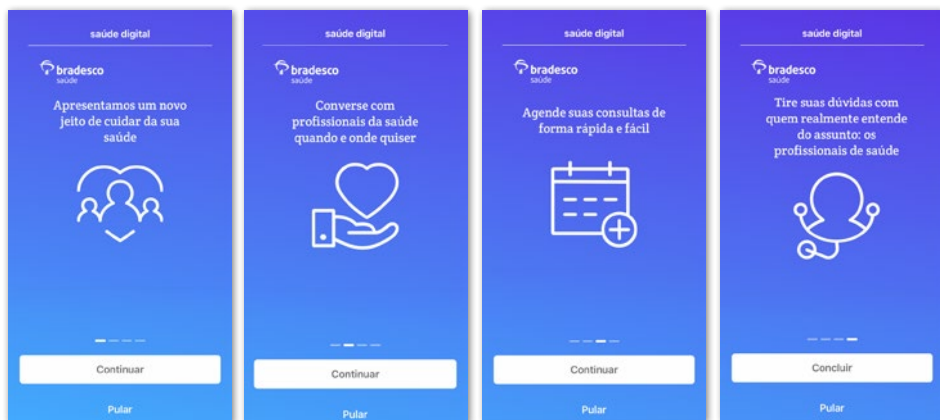 saúde digital
bradesco
saúde
Apresentamos um novo
jeito de cuidar da sua
saúde
Continuar
Pular
saúde digital
bradesco
saúde
Converse com
profissionais da saúde
quando e onde quiser
Continuar
Pular
saúde digital
bradesco
saúde
Agende suas consultas de
forma rápida e fácil
Continuar
Pular
saúde digital
bradesco
saúde
Tire suas dúvidas com
quem realmente entende
do assunto: os
profissionais de saúde
Concluir
Pular